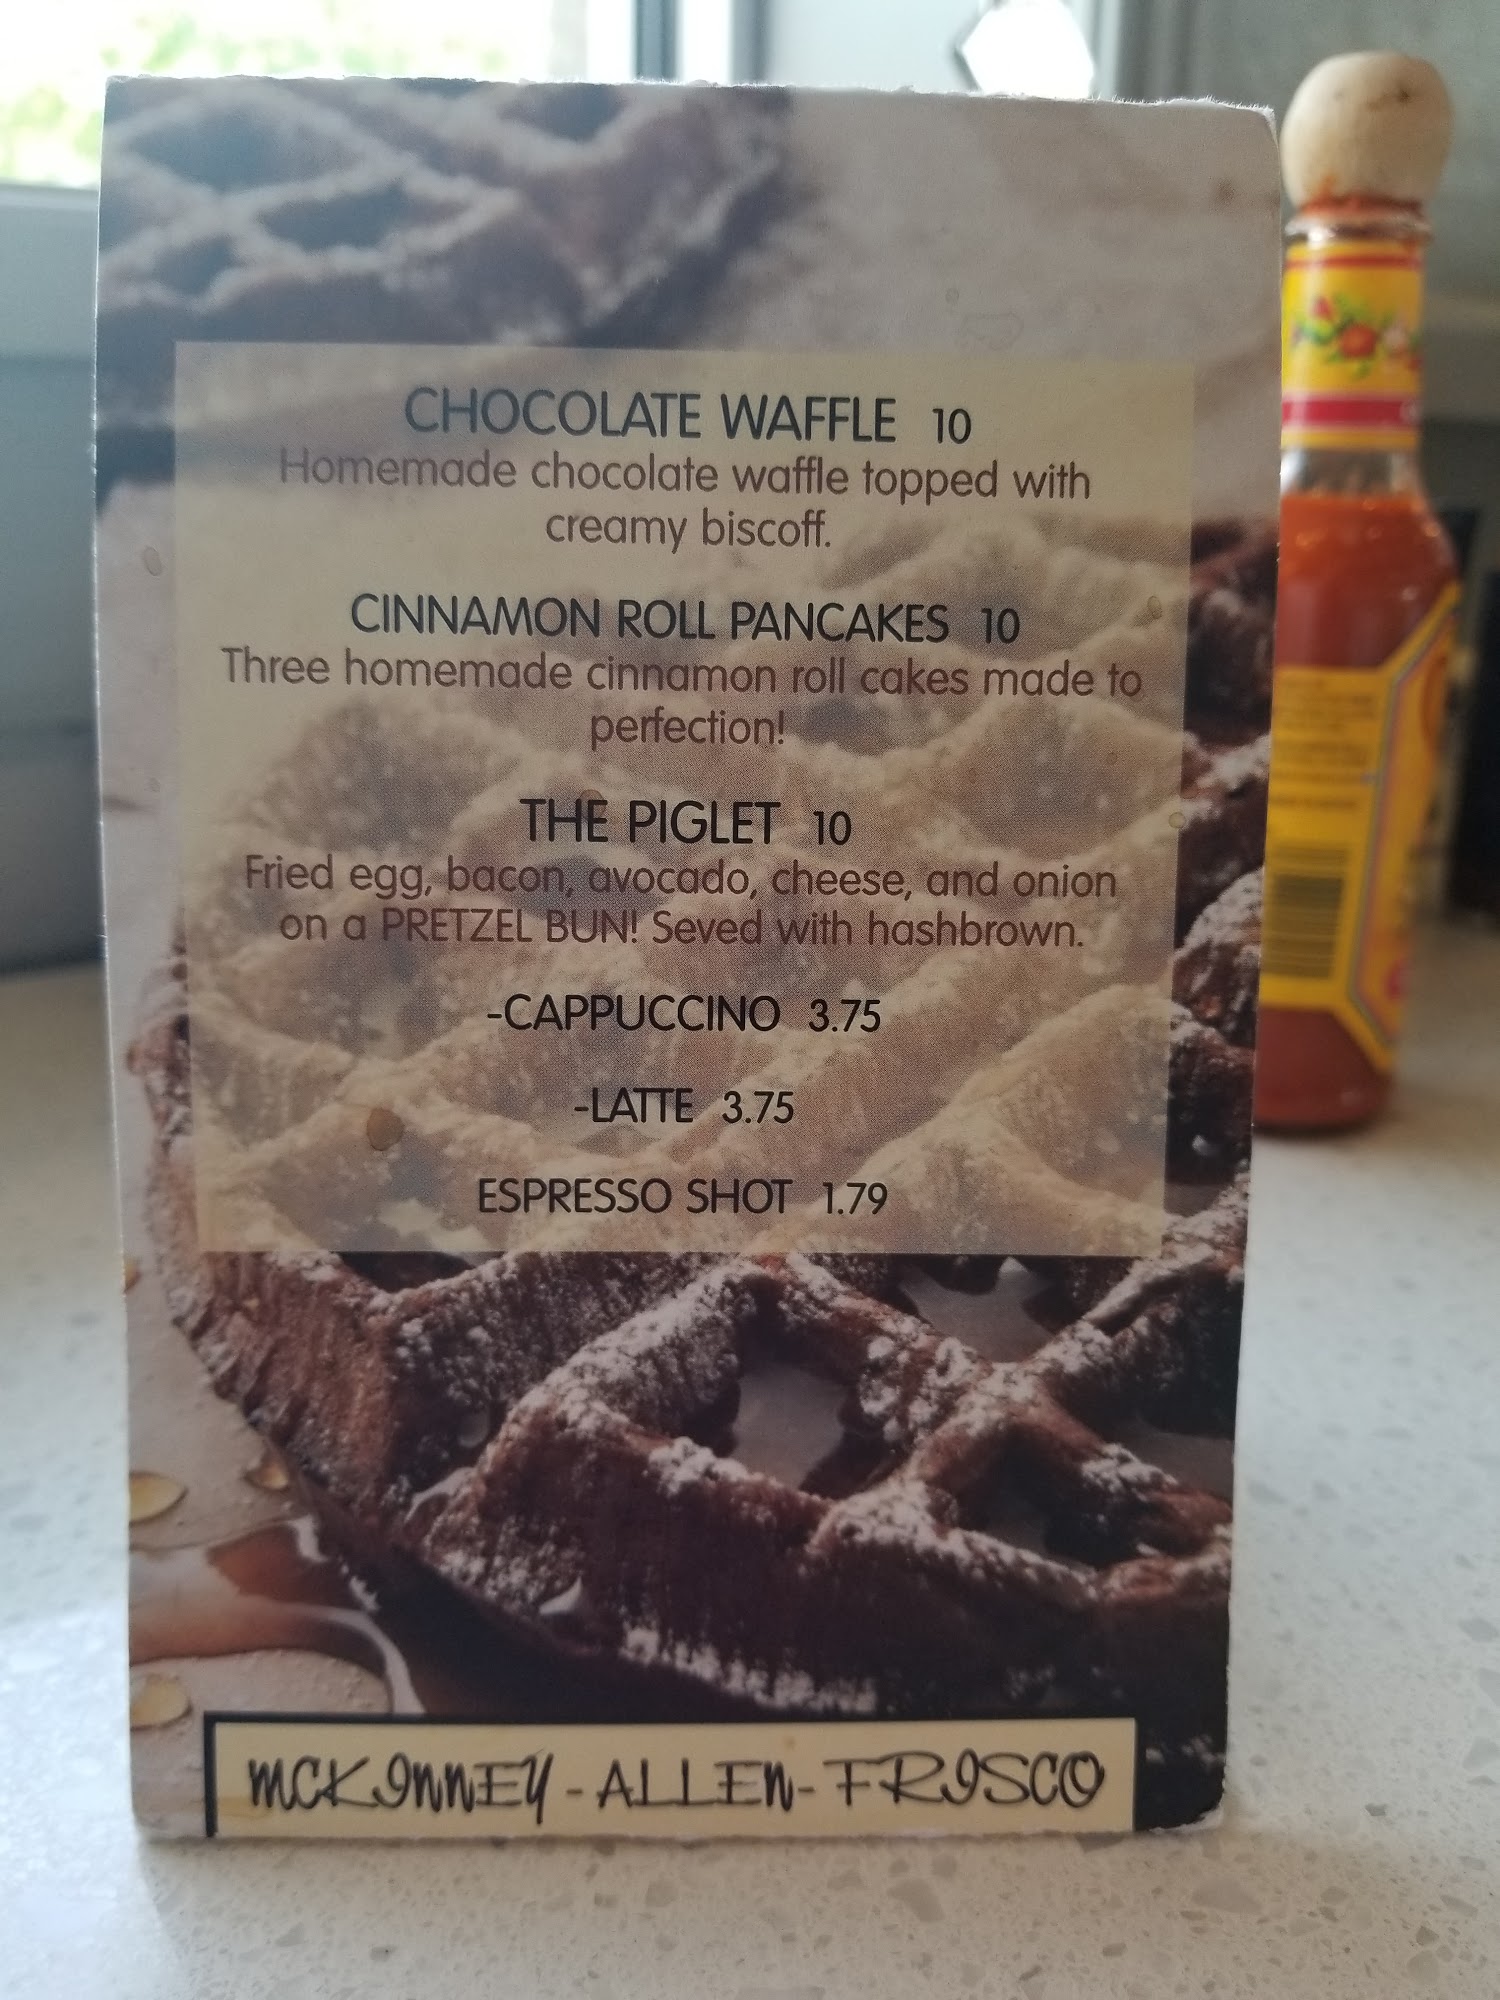 CHOCOLATE WAFFLE 10
Homemade chocolate waffle topped with
creamy biscoff.
CINNAMON ROLL PANCAKES 10
Three homemade cinnamon roll cakes made to
perfection!
THE PIGLET 10
Fried egg, bacon, avocado, cheese, and onion
on a PRETZEL BUN! Seved with hashbrown.
-CAPPUCCINO 3.75
-LATTE 3.75
ESPRESSO SHOT 1.79
MCKINNEY - ALLEN - FRISCO